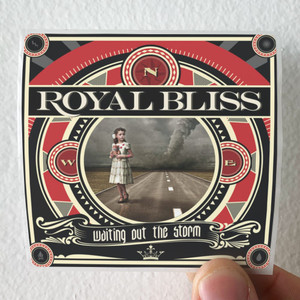 N
ROYAL BLISS
W E
waiting out the storm